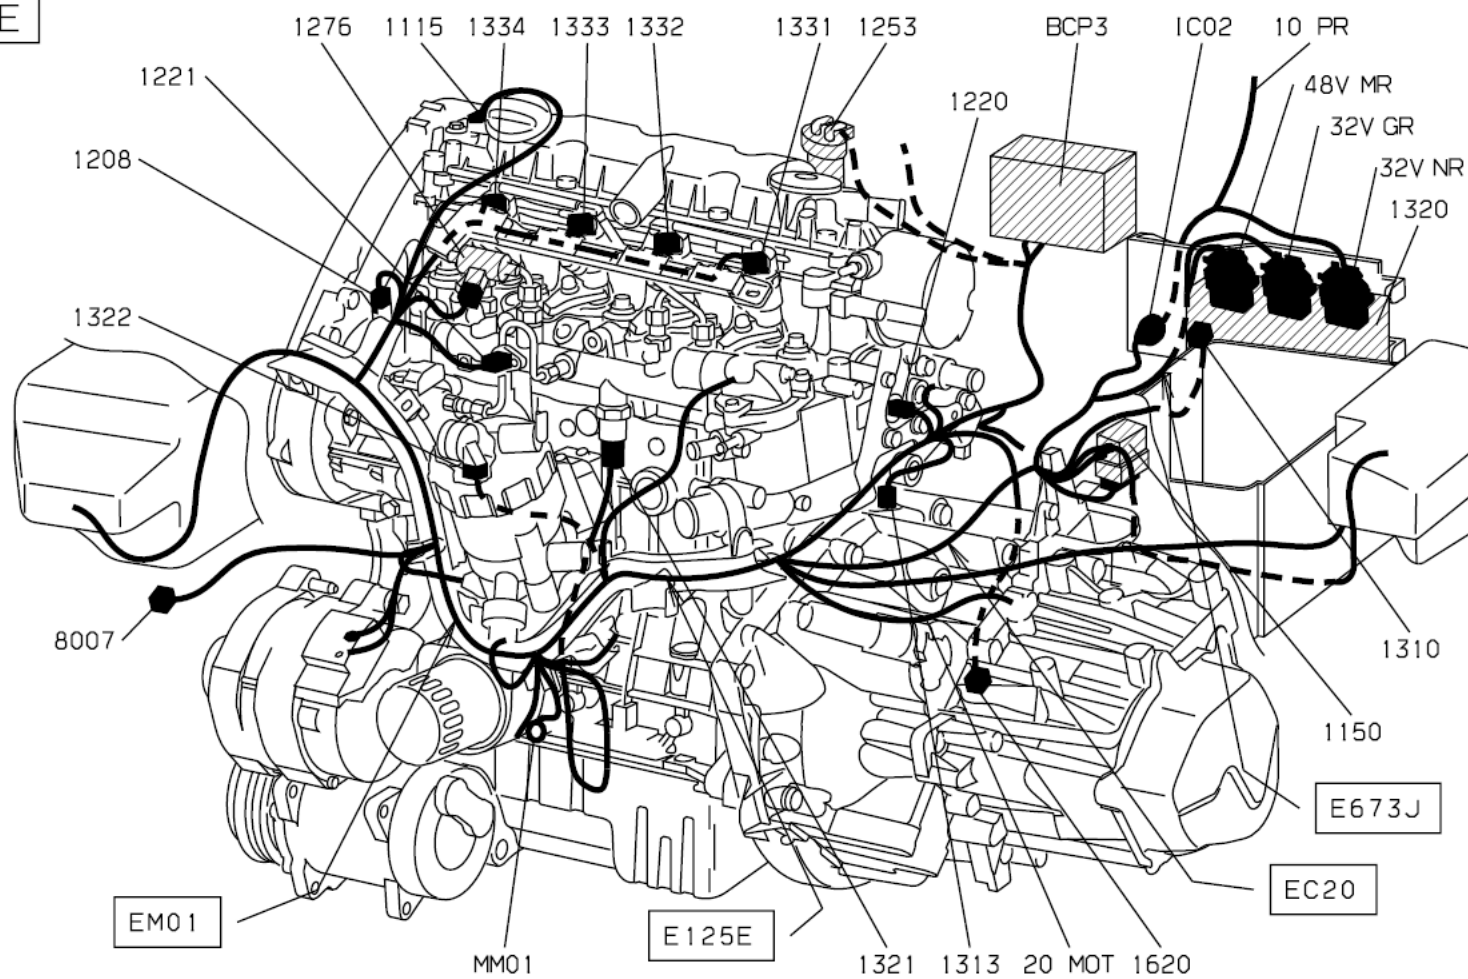 E
1276 1115 1334 1333 1332 1331 1253 BCP3 IC02 10 PR
1221
48V MR
1220
32V GR
1208
32V NR
1320
1322
8007
1310
1150
E673J
EC20
EM01
E125E
MM01 1321 1313 20 MOT 1620